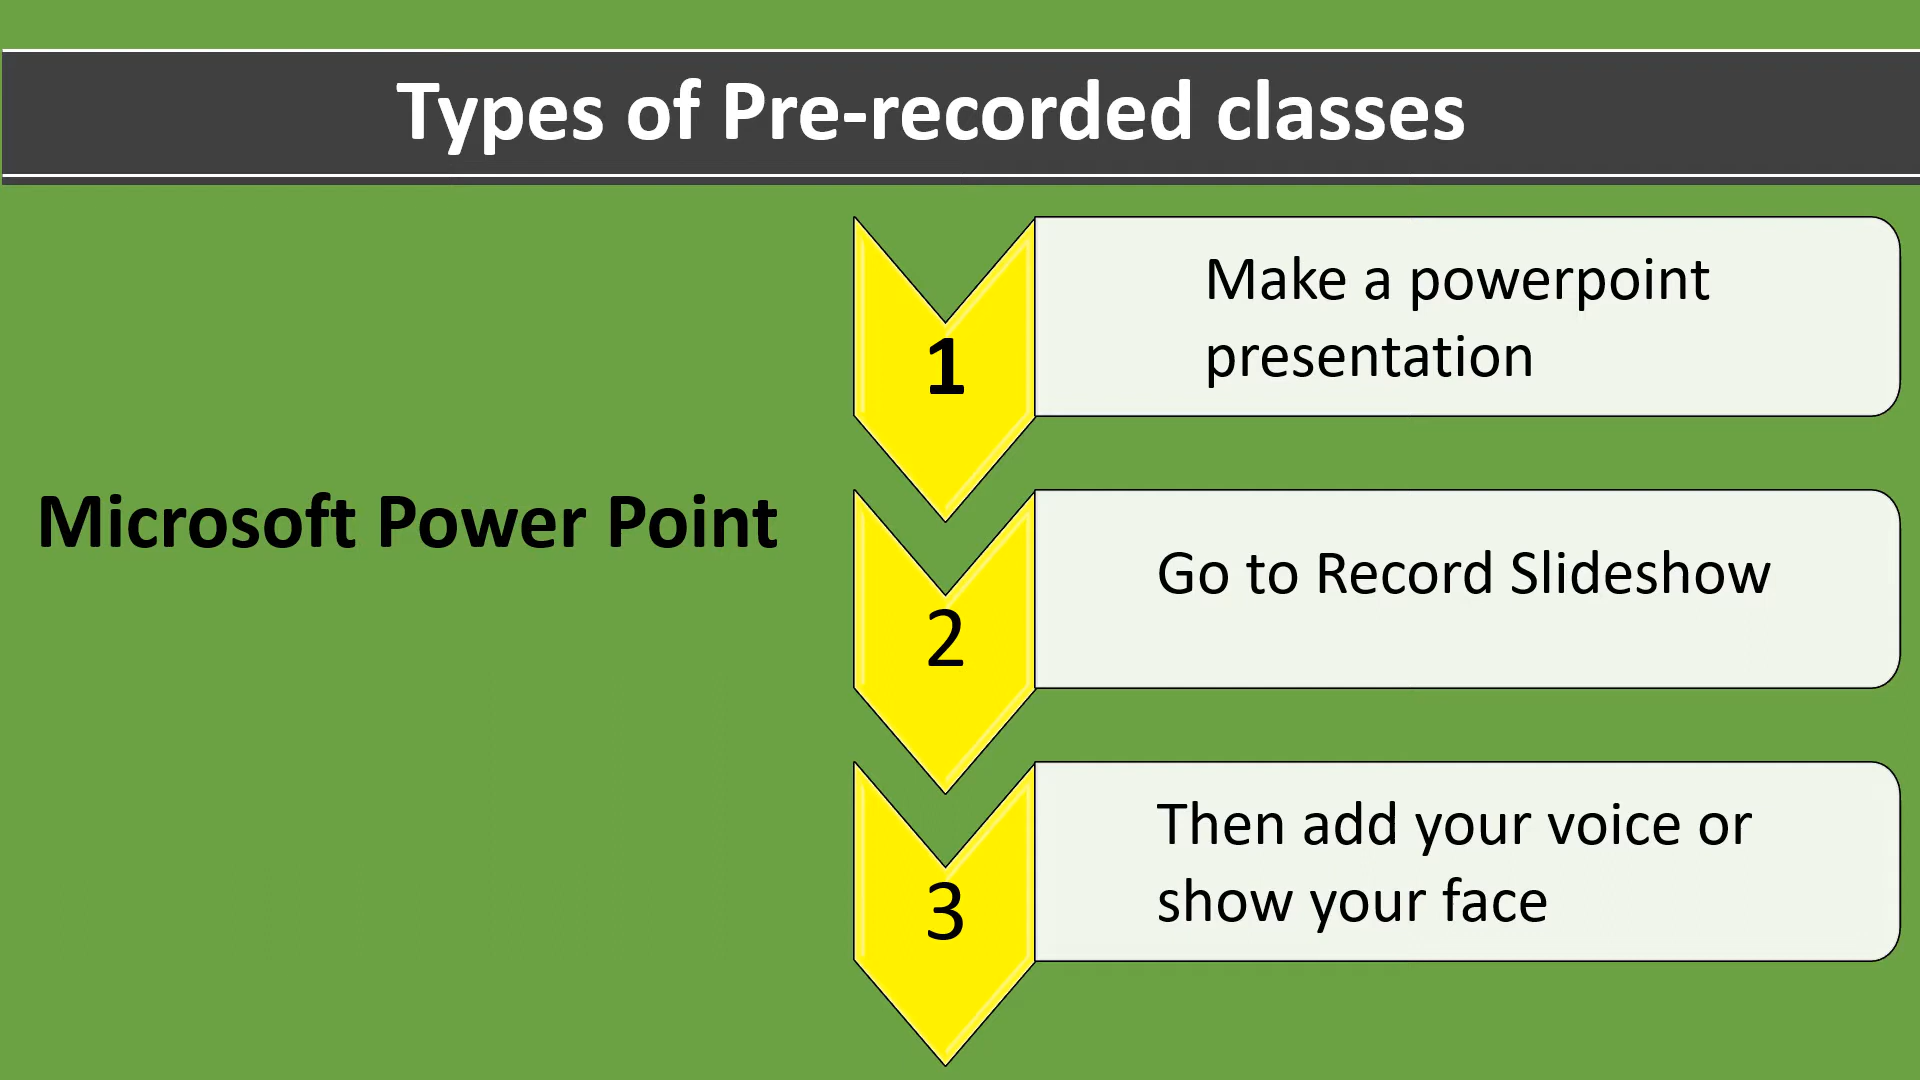 Types of Pre-recorded classes
Microsoft Power Point
1
Make a powerpoint
presentation
2
Go to Record Slideshow
3
Then add your voice or
show your face